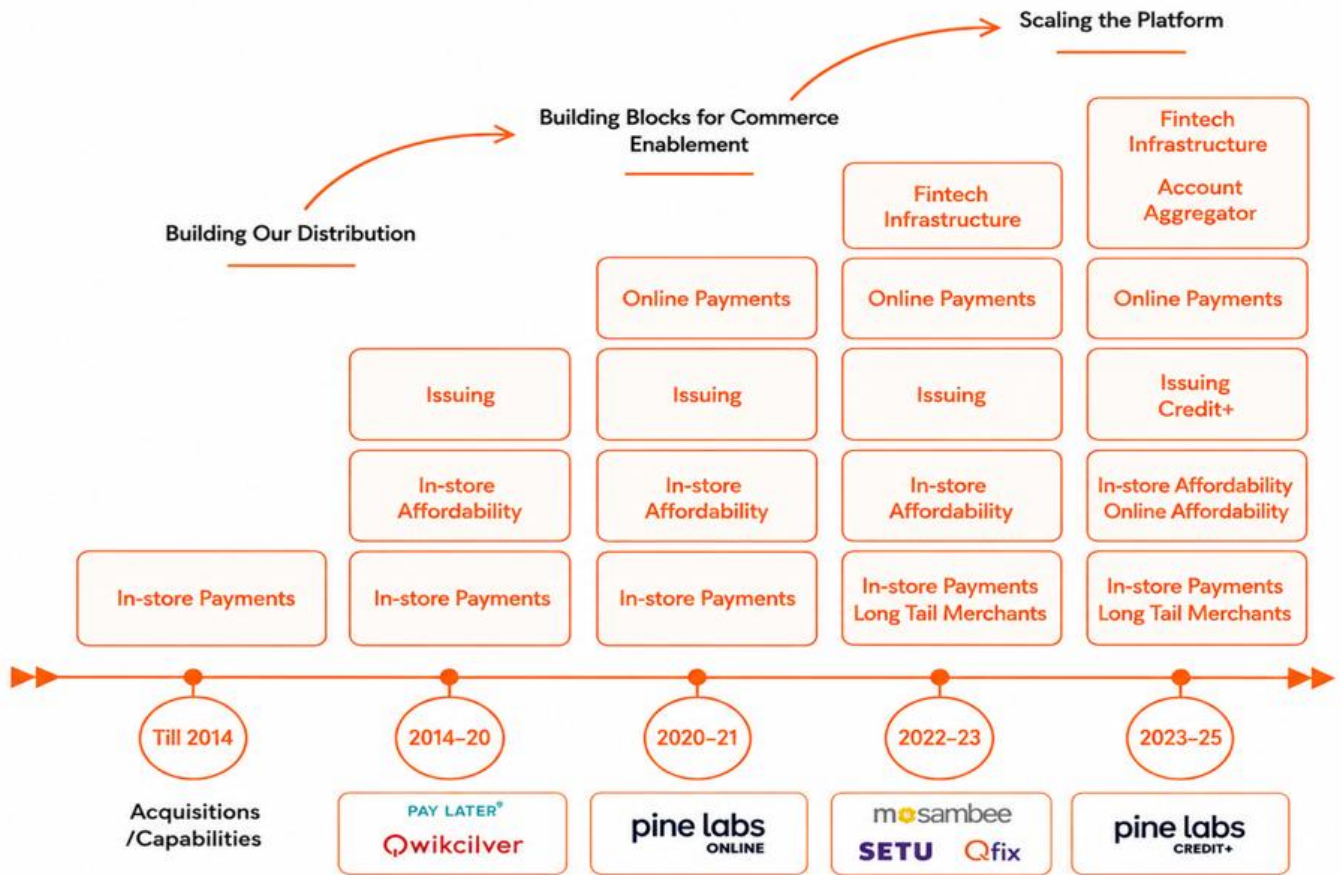 Scaling the Platform
Building Blocks for Commerce
Enablement
Building Our Distribution
Fintech
Infrastructure
Account
Aggregator
Fintech
Infrastructure
Online Payments
Online Payments
Online Payments
Issuing
Issuing
Issuing
Issuing
Credit+
In-store
Affordability
In-store
Affordability
In-store
Affordability
In-store Affordability
Online Affordability
In-store Payments
In-store Payments
In-store Payments
In-store Payments
Long Tail Merchants
In-store Payments
Long Tail Merchants
Till 2014
2014–20
2020–21
2022–23
2023–25
Acquisitions
/Capabilities
PAY LATER®
Qwikcilver
pine labs
ONLINE
mosambee
SETU
Qfix
pine labs
CREDIT+